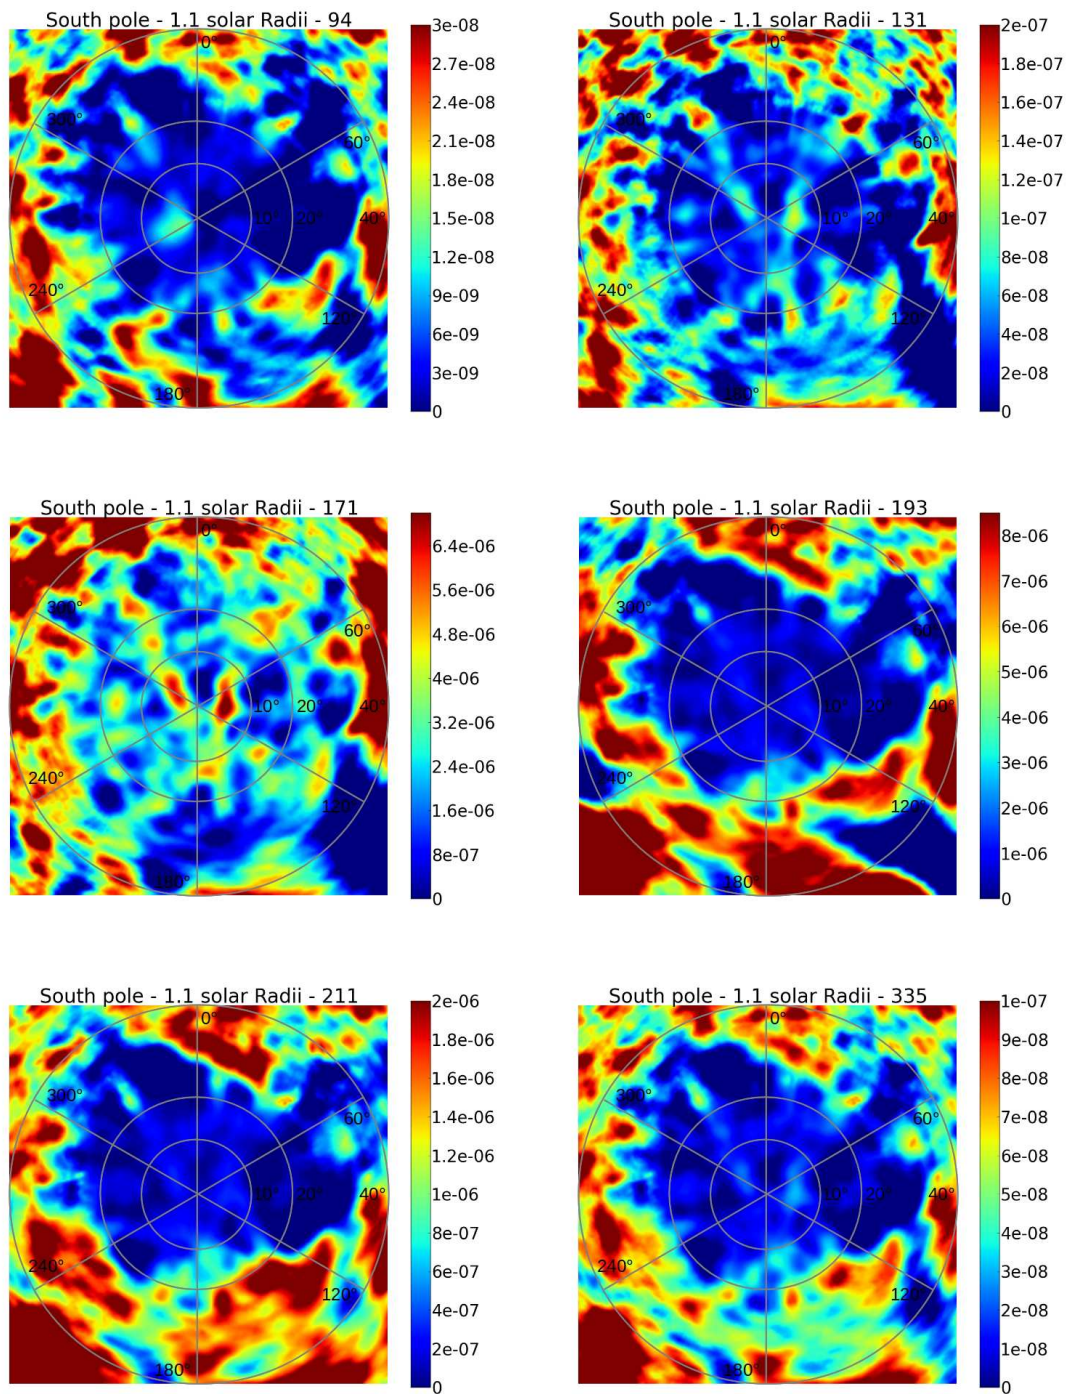 South pole - 1.1 solar Radii - 94
0°
300°
60°
10°
20°
40°
240°
120°
180°
3e-08
2.7e-08
2.4e-08
2.1e-08
1.8e-08
1.5e-08
1.2e-08
9e-09
6e-09
3e-09
0
South pole - 1.1 solar Radii - 131
0°
300°
60°
10°
20°
40°
240°
120°
180°
2e-07
1.8e-07
1.6e-07
1.4e-07
1.2e-07
1e-07
8e-08
6e-08
4e-08
2e-08
0
South pole - 1.1 solar Radii - 171
0°
300°
60°
10°
20°
40°
240°
120°
180°
6.4e-06
5.6e-06
4.8e-06
4e-06
3.2e-06
2.4e-06
1.6e-06
8e-07
0
South pole - 1.1 solar Radii - 193
0°
300°
60°
10°
20°
40°
240°
120°
180°
8e-06
7e-06
6e-06
5e-06
4e-06
3e-06
2e-06
1e-06
0
South pole - 1.1 solar Radii - 211
0°
300°
60°
10°
20°
40°
240°
120°
180°
2e-06
1.8e-06
1.6e-06
1.4e-06
1.2e-06
1e-06
8e-07
6e-07
4e-07
2e-07
0
South pole - 1.1 solar Radii - 335
0°
300°
60°
10°
20°
40°
240°
120°
180°
1e-07
9e-08
8e-08
7e-08
6e-08
5e-08
4e-08
3e-08
2e-08
1e-08
0